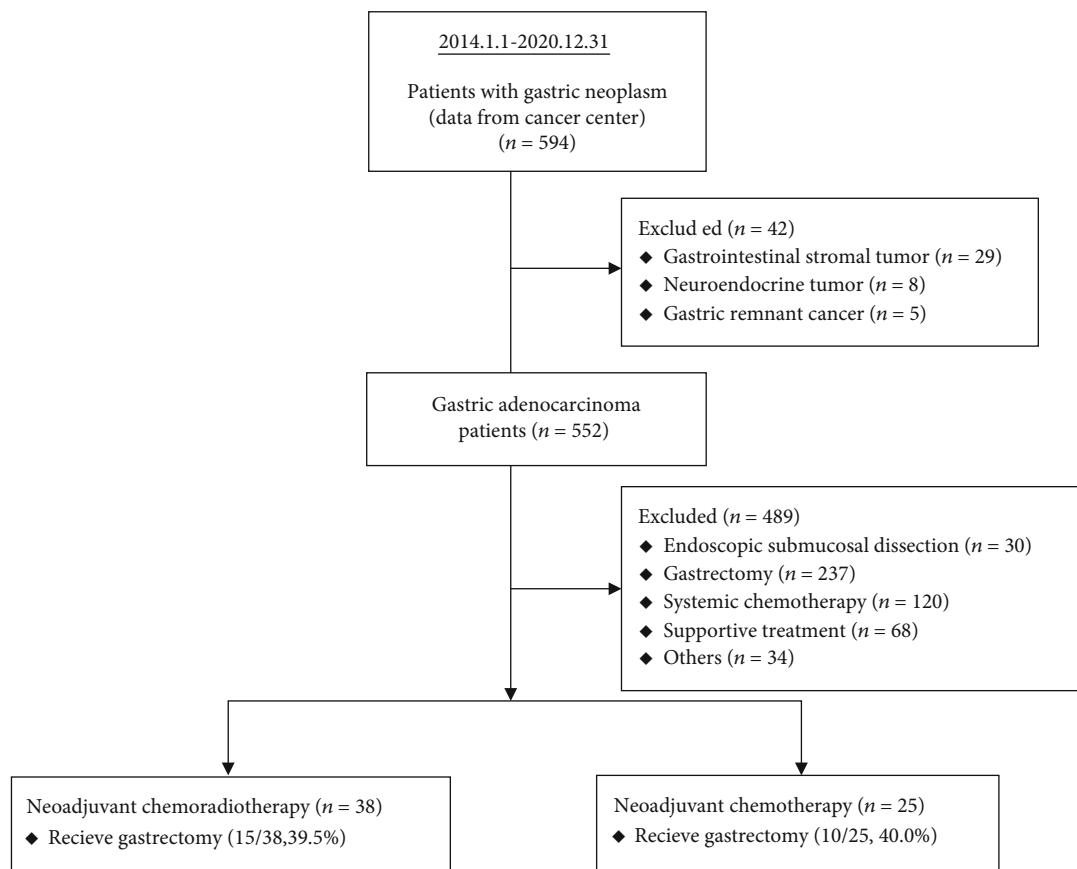 2014.1.1-2020.12.31
Patients with gastric neoplasm
(data from cancer center)
(n = 594)
Exclud ed (n = 42)
◆ Gastrointestinal stromal tumor (n = 29)
◆ Neuroendocrine tumor (n = 8)
◆ Gastric remnant cancer (n = 5)
Gastric adenocarcinoma
patients (n = 552)
Excluded (n = 489)
◆ Endoscopic submucosal dissection (n = 30)
◆ Gastrectomy (n = 237)
◆ Systemic chemotherapy (n = 120)
◆ Supportive treatment (n = 68)
◆ Others (n = 34)
Neoadjuvant chemoradiotherapy (n = 38)
◆ Recieve gastrectomy (15/38,39.5%)
Neoadjuvant chemotherapy (n = 25)
◆ Recieve gastrectomy (10/25, 40.0%)